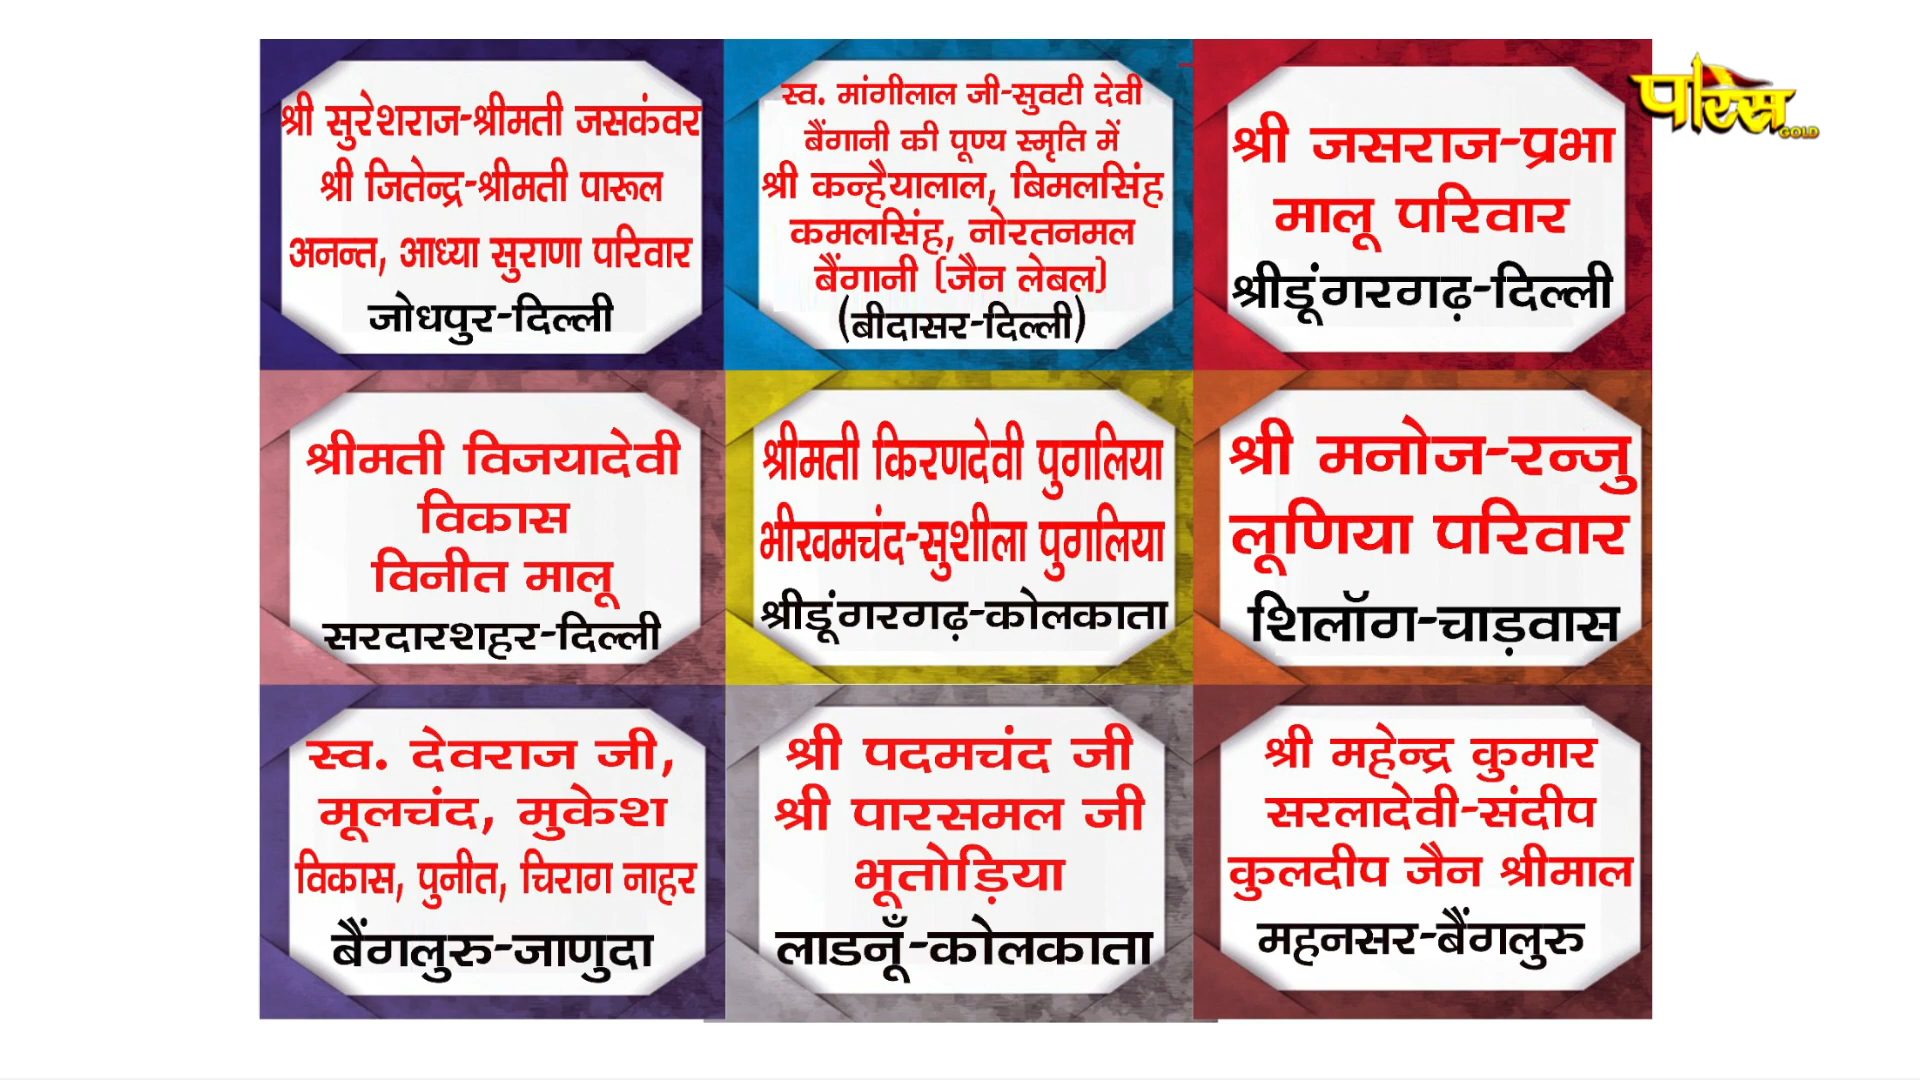 श्री सुरेशराज-श्रीमती जसकंवर
श्री जितेन्द्र-श्रीमती पारूल
अनन्त, आध्या सुराणा परिवार
जोधपुर-दिल्ली
स्व. मांगीलाल जी-सुवटी देवी
बैंगानी की पूण्य स्मृति में
श्री कन्हैयालाल, बिमलसिंह
कमलसिंह, नोरतनमल
बैंगानी (जैन लेबल)
(बीदासर-दिल्ली)
श्री जसराज-प्रभा
मालू परिवार
श्रीडूंगरगढ़-दिल्ली
पारस
GOLD
श्रीमती विजयादेवी
विकास
विनीत मालू
सरदारशहर-दिल्ली
श्रीमती किरणदेवी पुगलिया
भीखमचंद-सुशीला पुगलिया
श्रीडूंगरगढ़-कोलकाता
श्री मनोज-रन्जु
लूणिया परिवार
शिलॉग-चाड़वास
स्व. देवराज जी,
मूलचंद, मुकेश
विकास, पुनीत, चिराग नाहर
बैंगलुरु-जाणुदा
श्री पदमचंद जी
श्री पारसमल जी
भूतोड़िया
लाडनूँ-कोलकाता
श्री महेन्द्र कुमार
सरलादेवी-संदीप
कुलदीप जैन श्रीमाल
महनसर-बैंगलुरु